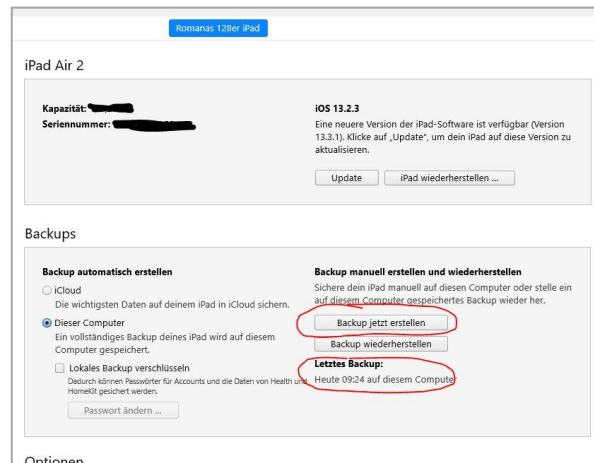 Romanas 128er iPad
iPad Air 2
Kapazität:
Seriennummer:
iOS 13.2.3
Eine neuere Version der iPad-Software ist verfügbar (Version
13.3.1). Klicke auf „Update“, um dein iPad auf diese Version zu
aktualisieren.
Update
iPad wiederherstellen ...
Backups
Backup automatisch erstellen
iCloud
Die wichtigsten Daten auf deinem iPad in iCloud sichern.
Dieser Computer
Ein vollständiges Backup deines iPad wird auf diesem
Computer gespeichert.
Lokales Backup verschlüsseln
Dadurch können Passwörter für Accounts und die Daten von Health und
HomeKit gesichert werden.
Passwort ändern ...
Backup manuell erstellen und wiederherstellen
Sichere dein iPad manuell auf diesen Computer oder stelle ein
auf diesem Computer gespeichertes Backup wieder her.
Backup jetzt erstellen
Backup wiederherstellen
Letztes Backup:
Heute 09:24 auf diesem Computer
Optionen